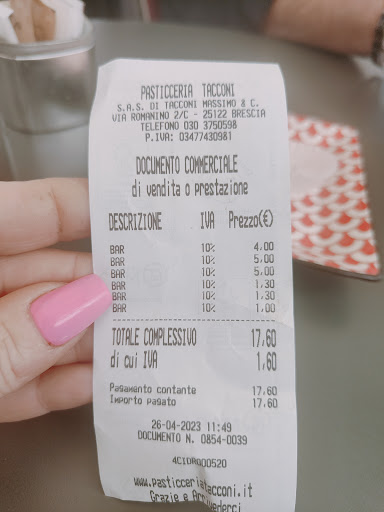 PASTICCERIA TACCONI
S.A.S. DI TACCONI MASSIMO & C.
VIA ROMANINO 2/C - 25122 BRESCIA
TELEFONO 030 3750598
P.IVA: 03477430981
DOCUMENTO COMMERCIALE
di vendita o prestazione
DESCRIZIONE IVA Prezzo(€)
BAR 10% 4,00
BAR 10% 5,00
BAR 10% 5,00
BAR 10% 1,30
BAR 10% 1,30
BAR 10% 1,00
TOTALE COMPLESSIVO 17,60
di cui IVA 1,60
Pagamento contante 17,60
Importo pagato 17,60
26-04-2023 11:49
DOCUMENTO N. 0854-0039
www.pasticceriatacconi.it
Grazie e Arrivederci